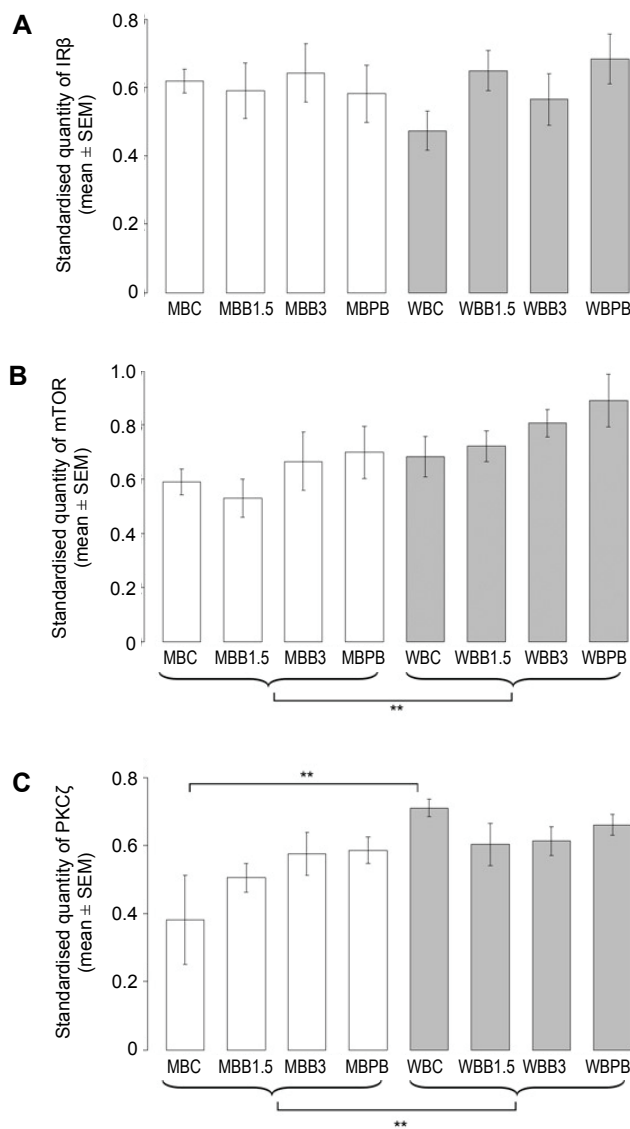 A
Standardised quantity of IRβ
(mean ± SEM)
0.8
0.6
0.4
0.2
0
MBC MBB1.5 MBB3 MBPB WBC WBB1.5 WBB3 WBPB
B
Standardised quantity of mTOR
(mean ± SEM)
1.0
0.8
0.6
0.4
0.2
0
MBC MBB1.5 MBB3 MBPB WBC WBB1.5 WBB3 WBPB
**
C
Standardised quantity of PKCζ
(mean ± SEM)
0.8
0.6
0.4
0.2
0
**
MBC MBB1.5 MBB3 MBPB WBC WBB1.5 WBB3 WBPB
**